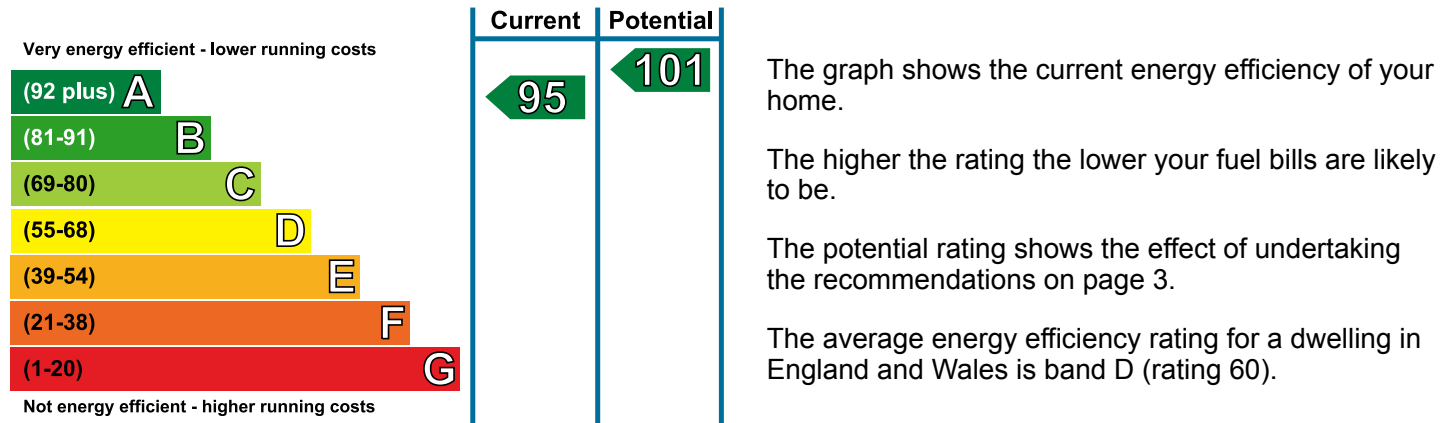 Current Potential
Very energy efficient - lower running costs
(92 plus) A
95
101
(81-91) B
(69-80) C
(55-68) D
(39-54) E
(21-38) F
(1-20) G
Not energy efficient - higher running costs
The graph shows the current energy efficiency of your
home.
The higher the rating the lower your fuel bills are likely
to be.
The potential rating shows the effect of undertaking
the recommendations on page 3.
The average energy efficiency rating for a dwelling in
England and Wales is band D (rating 60).